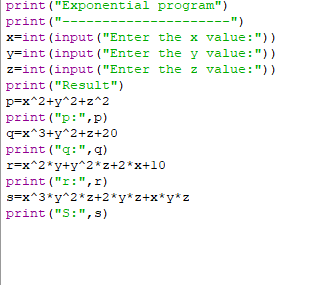 print("Exponential program")
print("---------------------")
x=int(input("Enter the x value:"))
y=int(input("Enter the y value:"))
z=int(input("Enter the z value:"))
print("Result")
p=x^2+y^2+z^2
print("p:",p)
q=x^3+y^2+z+20
print("q:",q)
r=x^2*y+y^2*z+2*x+10
print("r:",r)
s=x^3*y^2*z+2*y*z+x*y*z
print("S:",s)